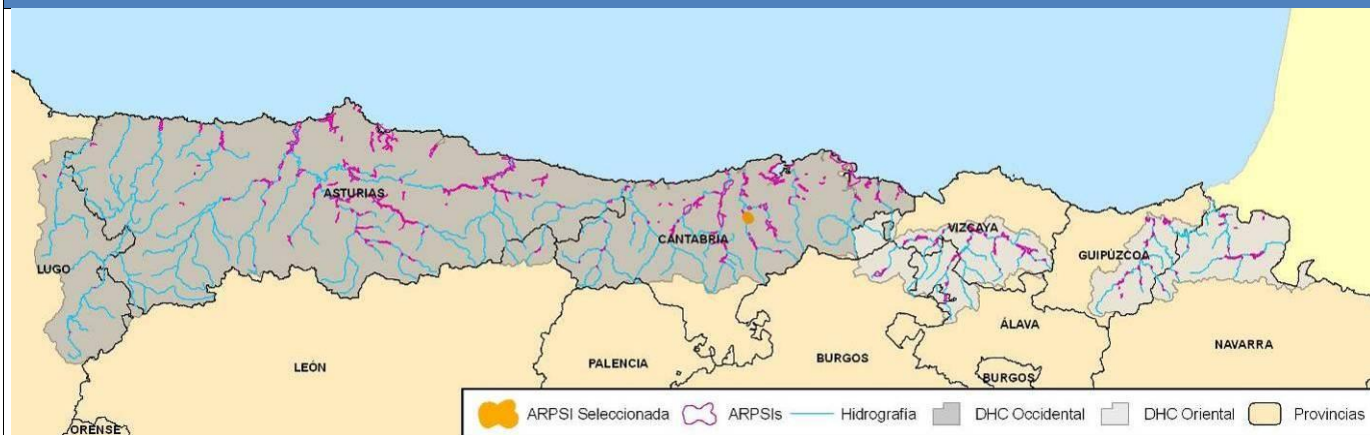 VIZCAYA
ASTURIAS
CANTABRIA
GUIPÚZCOA
LUGO
ÁLAVA
NAVARRA
LEÓN
PALENCIA
BURGOS
BURGOS
ORENSE
ARPSI Seleccionada ARPSIs Hidrografía DHC Occidental DHC Oriental Provincias